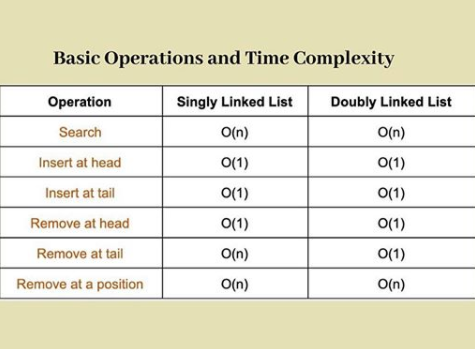 Basic Operations and Time Complexity
Operation Singly Linked List Doubly Linked List
Search O(n) O(n)
Insert at head O(1) O(1)
Insert at tail O(1) O(1)
Remove at head O(1) O(1)
Remove at tail O(n) O(1)
Remove at a position O(n) O(n)